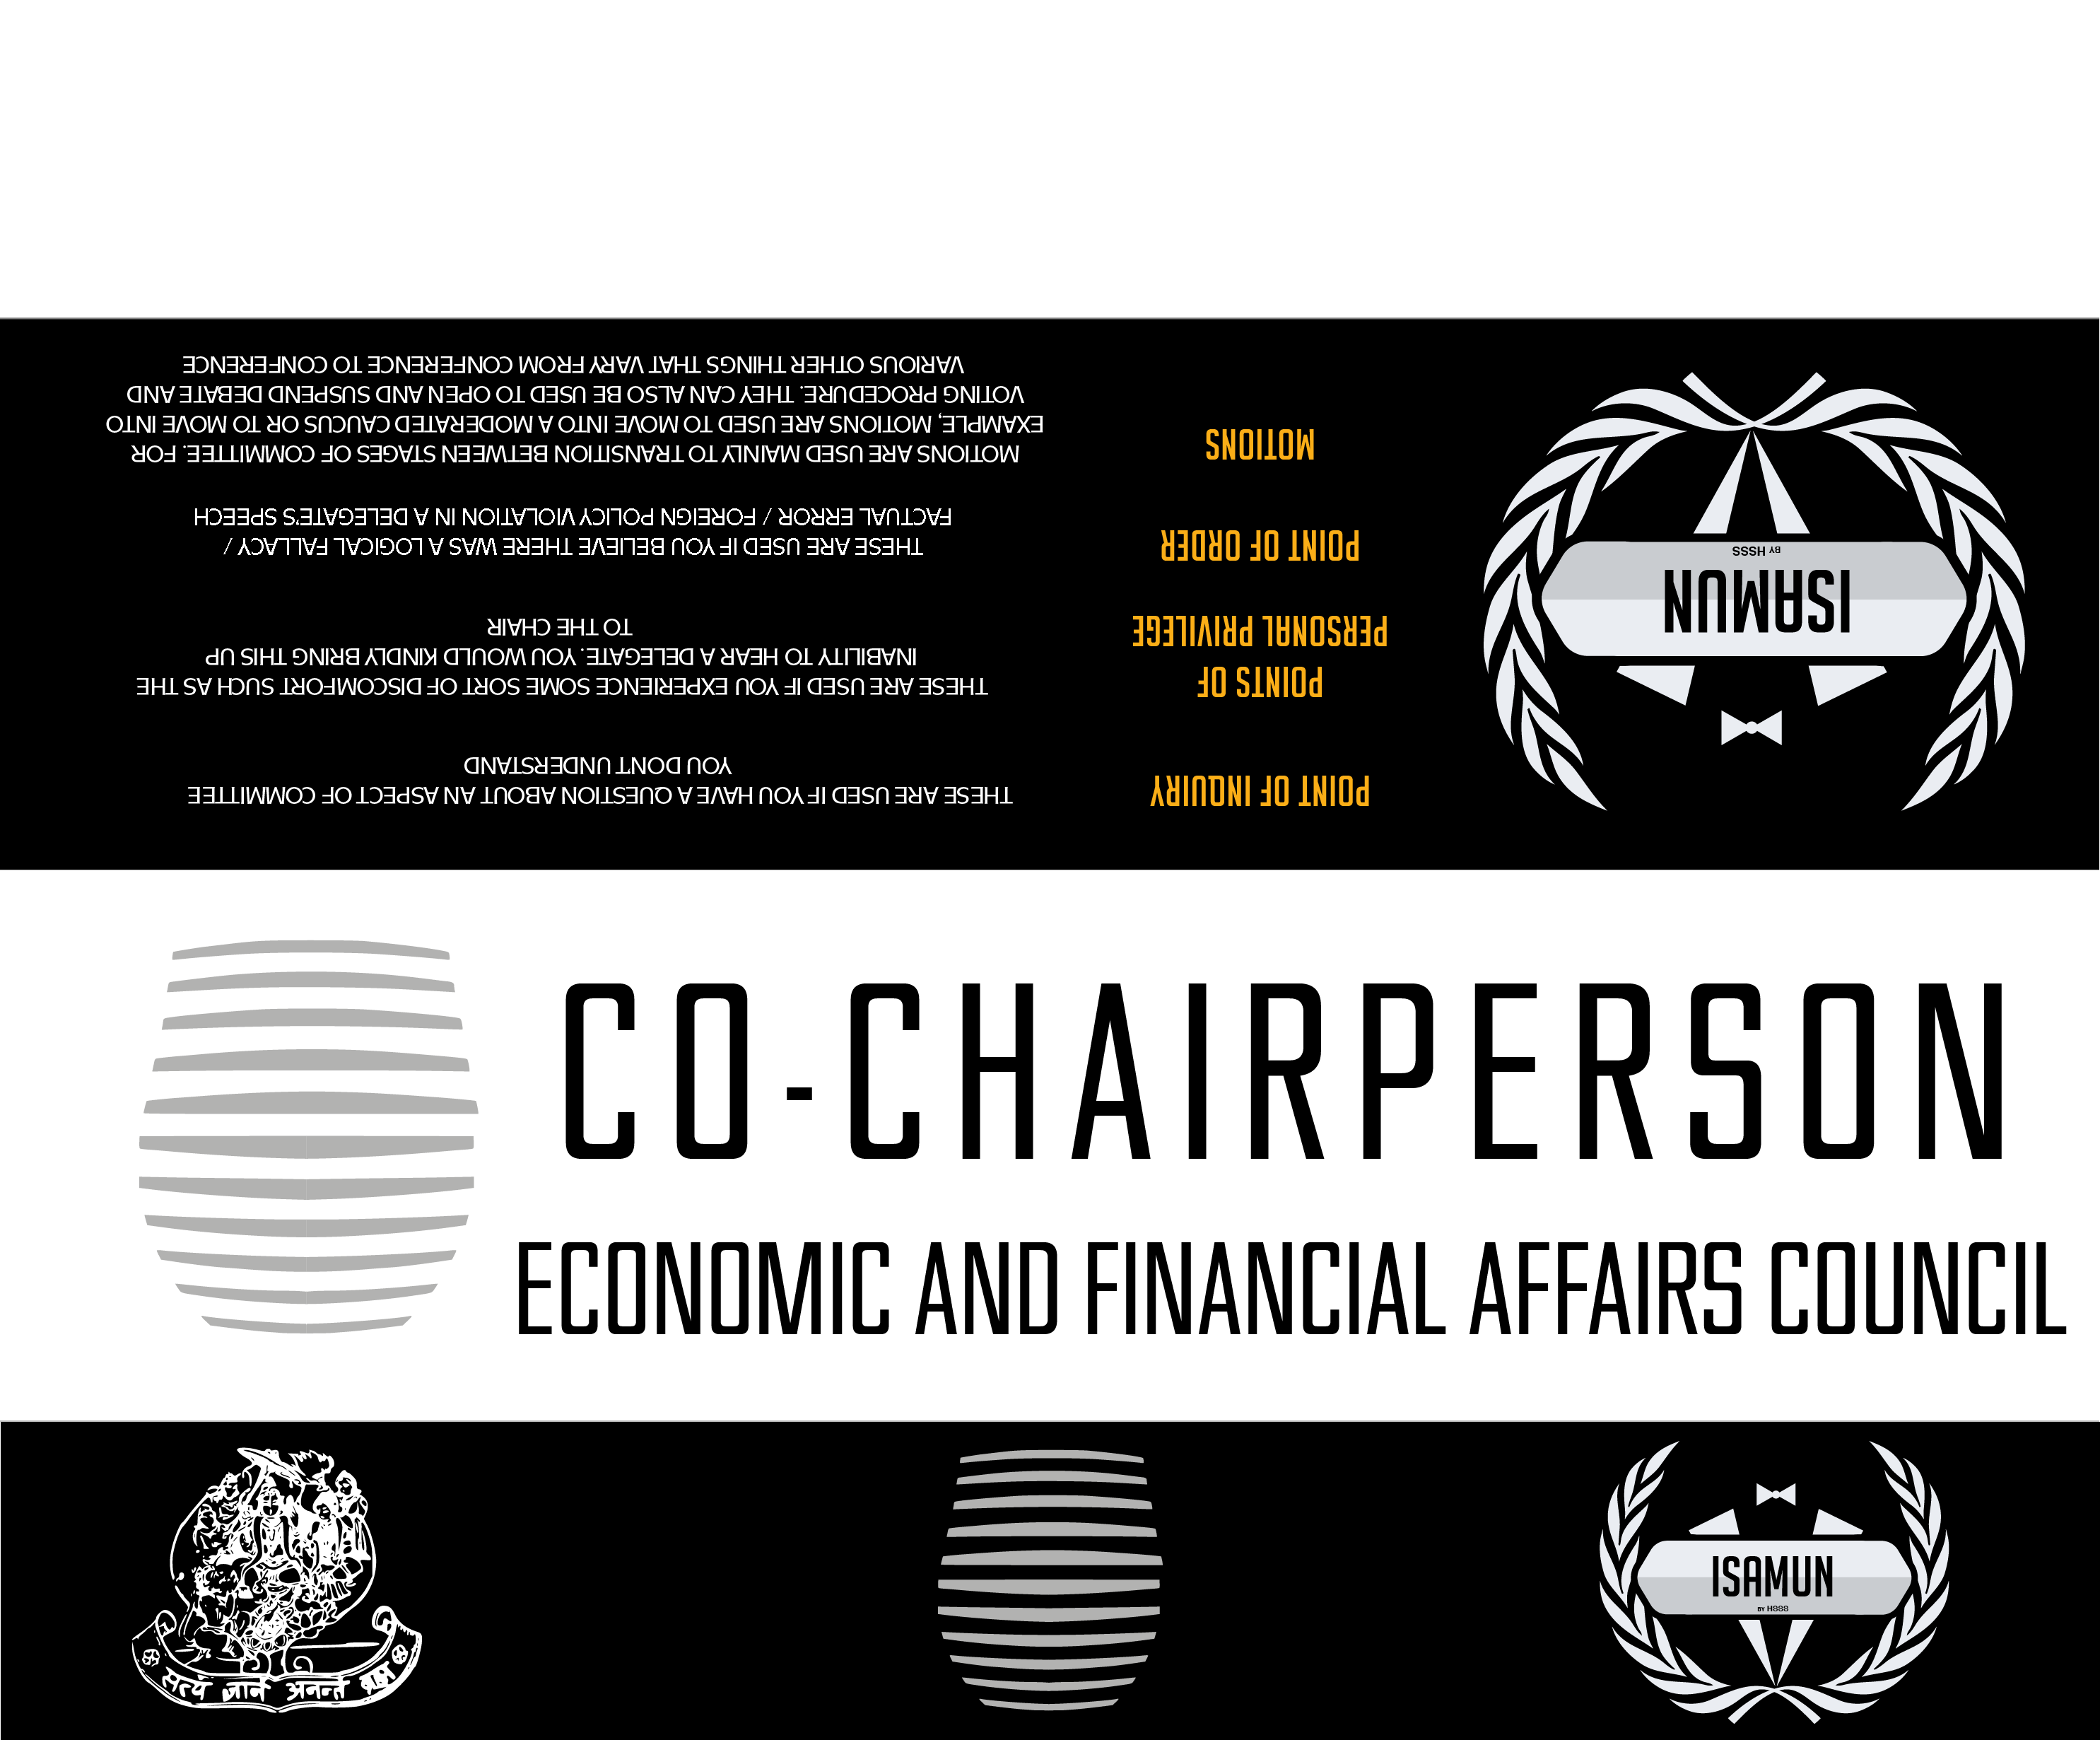 ISAMUN
BY HSSS
POINT OF INQUIRY
THESE ARE USED IF YOU HAVE A QUESTION ABOUT AN ASPECT OF COMMITTEE
YOU DON'T UNDERSTAND
POINTS OF
PERSONAL PRIVILEGE
THESE ARE USED IF YOU EXPERIENCE SOME SORT OF DISCOMFORT SUCH AS THE
INABILITY TO HEAR A DELEGATE. YOU WOULD KINDLY BRING THIS UP
TO THE CHAIR
POINT OF ORDER
THESE ARE USED IF YOU BELIEVE THERE WAS A LOGICAL FALLACY /
FACTUAL ERROR / FOREIGN POLICY VIOLATION IN A DELEGATE'S SPEECH
MOTIONS
MOTIONS ARE USED MAINLY TO TRANSITION BETWEEN STAGES OF COMMITTEE. FOR
EXAMPLE, MOTIONS ARE USED TO MOVE INTO A MODERATED CAUCUS OR TO MOVE INTO
VOTING PROCEDURE. THEY CAN ALSO BE USED TO OPEN AND SUSPEND DEBATE AND
VARIOUS OTHER THINGS THAT VARY FROM CONFERENCE TO CONFERENCE
CO-CHAIRPERSON
ECONOMIC AND FINANCIAL AFFAIRS COUNCIL
सत्यं ज्ञानं अनन्तं ब्रह्म
ISAMUN
BY HSSS